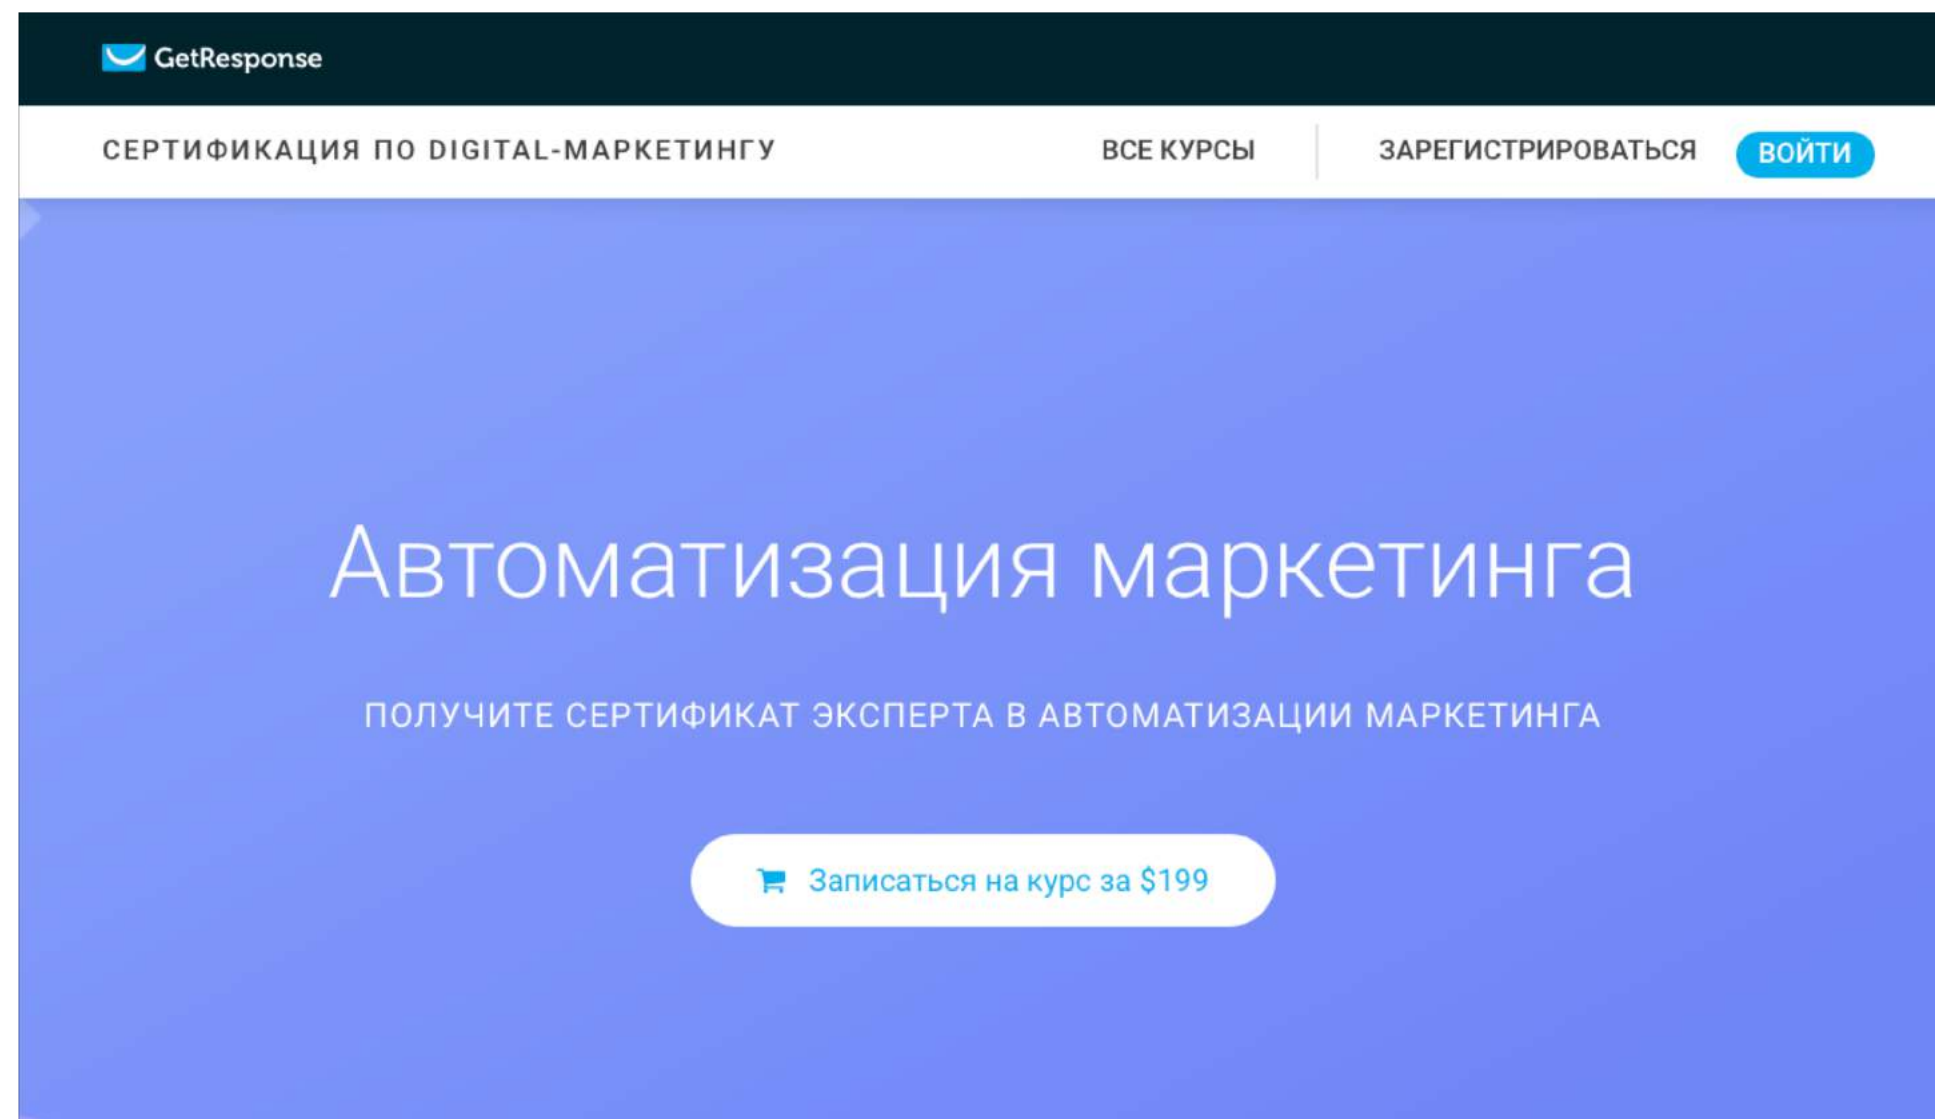 GetResponse
СЕРТИФИКАЦИЯ ПО DIGITAL-МАРКЕТИНГУ ВСЕ КУРСЫ ЗАРЕГИСТРИРОВАТЬСЯ ВОЙТИ
Автоматизация маркетинга
ПОЛУЧИТЕ СЕРТИФИКАТ ЭКСПЕРТА В АВТОМАТИЗАЦИИ МАРКЕТИНГА
Записаться на курс за $199